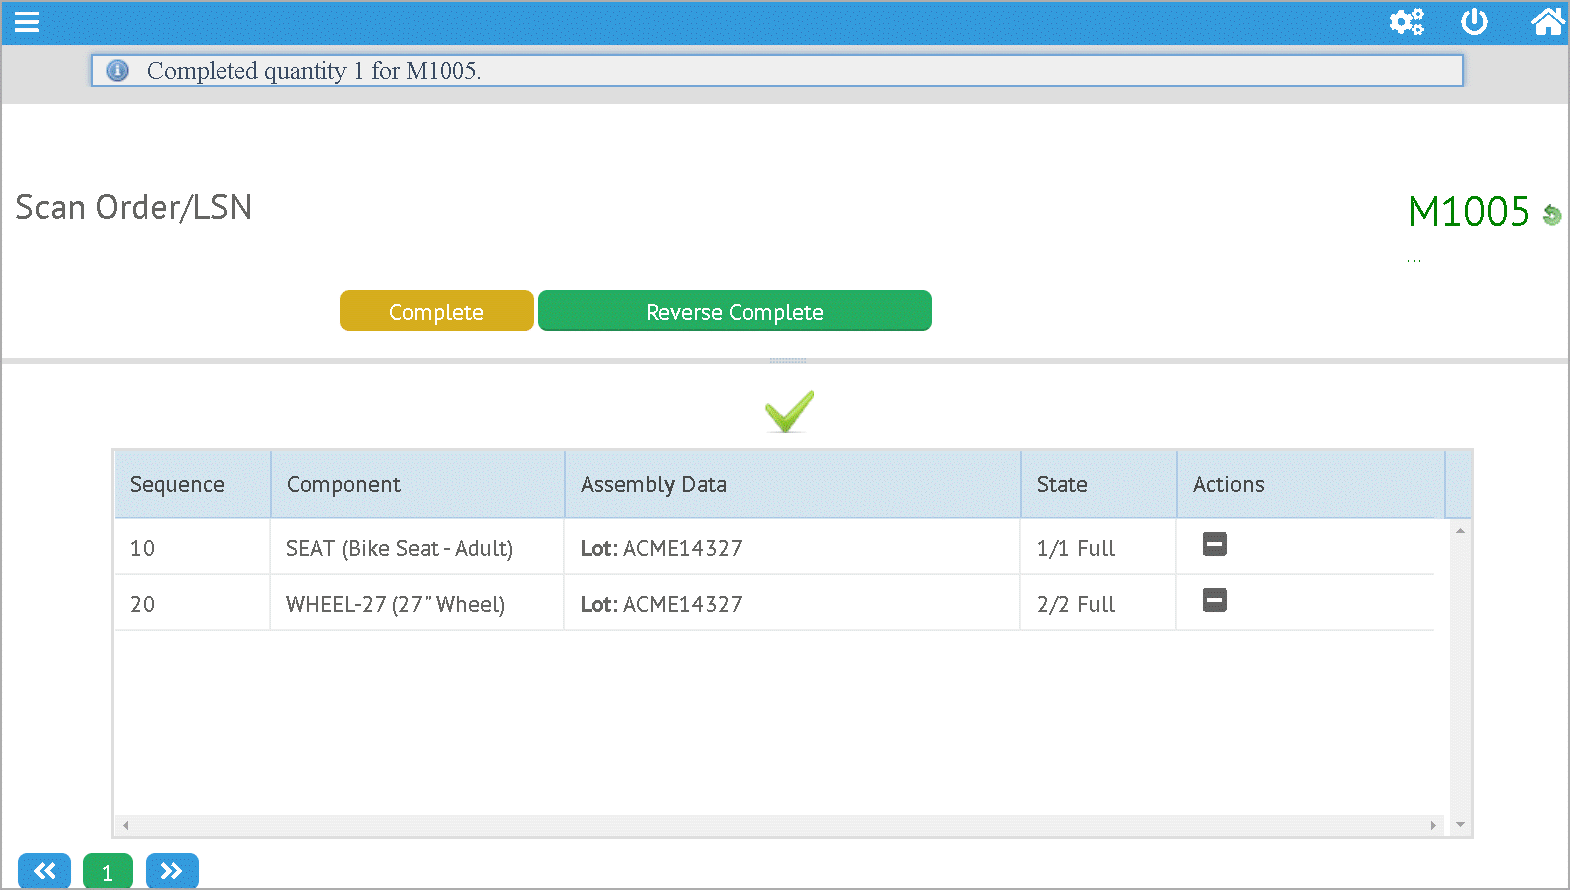 Completed quantity 1 for M1005.
Scan Order/LSN
M1005
...
Complete
Reverse Complete
Sequence Component Assembly Data State Actions
10 SEAT (Bike Seat - Adult) Lot: ACME14327 1/1 Full
20 WHEEL-27 (27" Wheel) Lot: ACME14327 2/2 Full
1